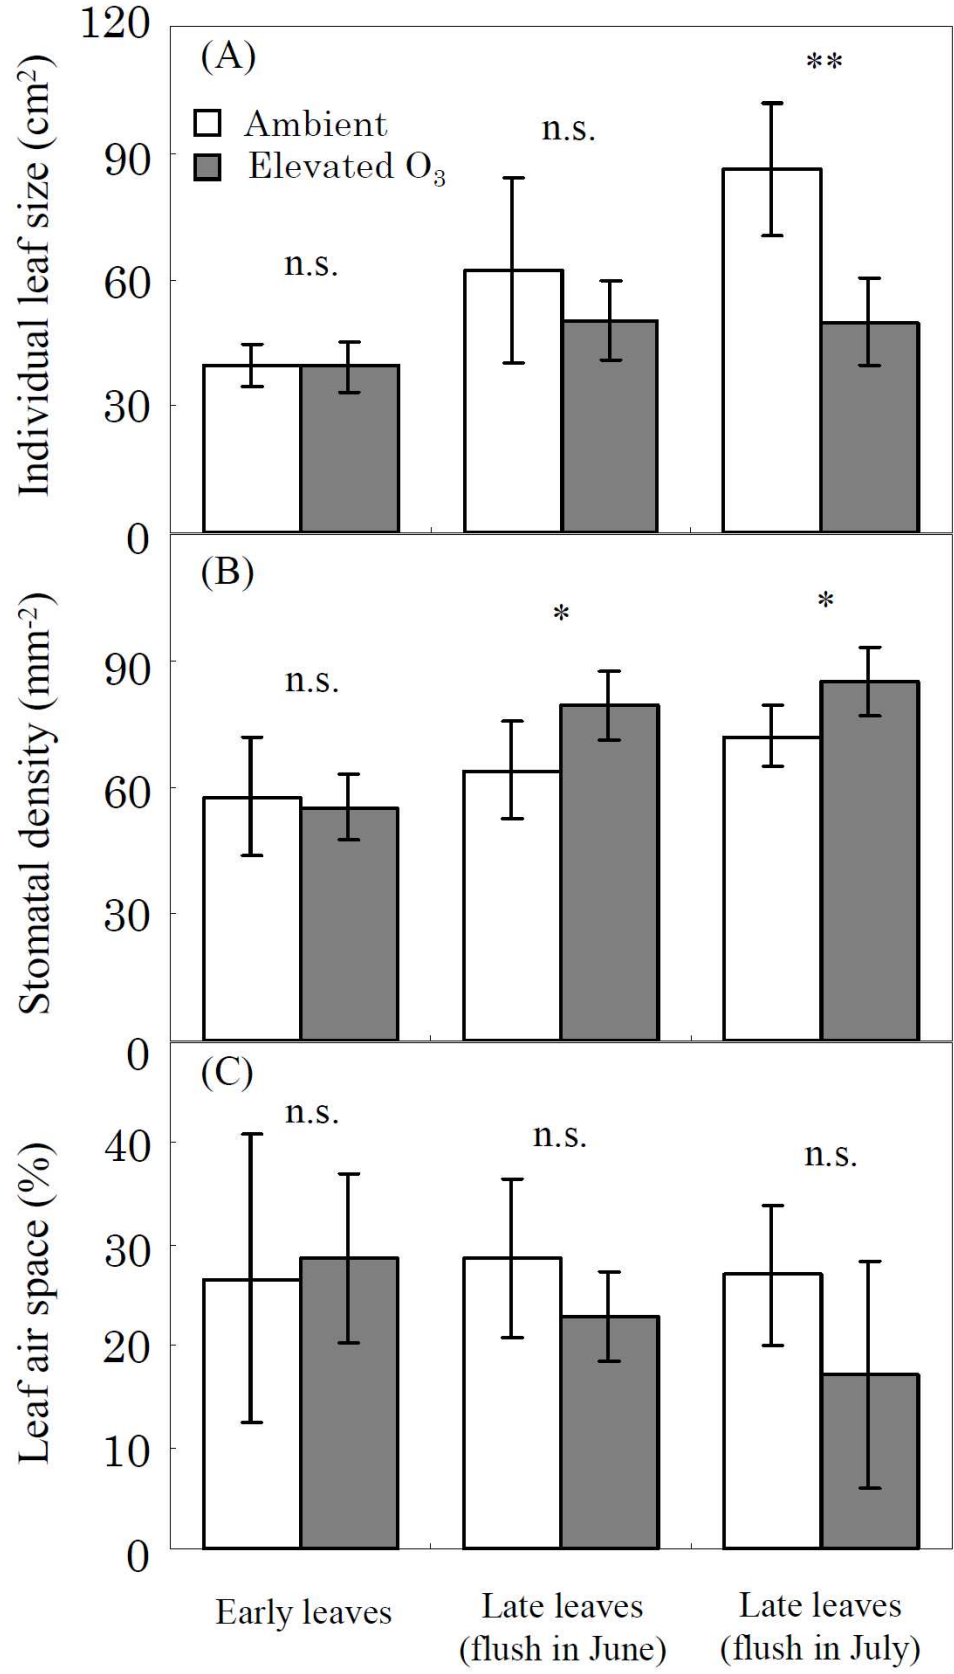 Individual leaf size (cm²)
120
90
60
30
0
(A)
Ambient
Elevated O₃
n.s.
n.s.
**
Stomatal density (mm⁻²)
90
60
30
0
(B)
n.s.
*
*
Leaf air space (%)
40
30
20
10
0
(C)
n.s.
n.s.
n.s.
Early leaves
Late leaves
(flush in June)
Late leaves
(flush in July)